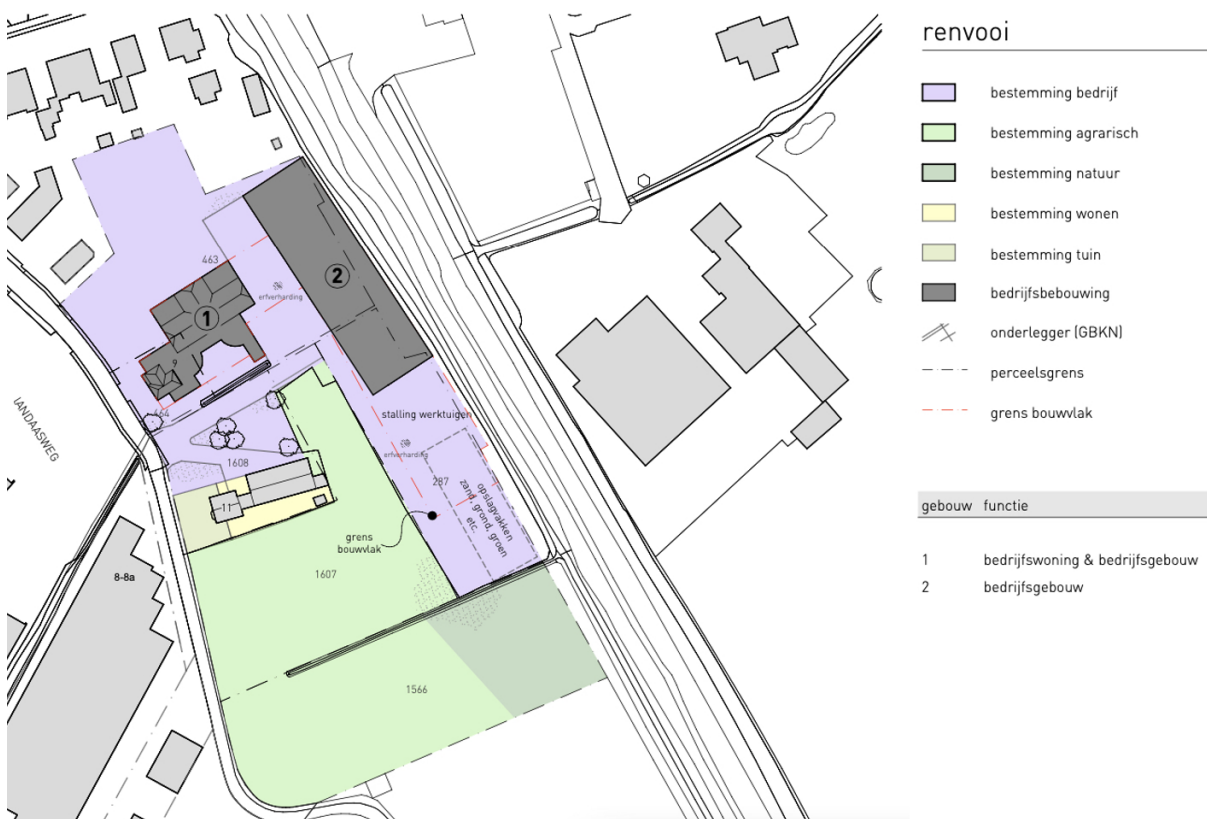 renvooi
bestemming bedrijf
bestemming agrarisch
bestemming natuur
bestemming wonen
bestemming tuin
bedrijfsbebouwing
onderlegger (GBKN)
perceelsgrens
grens bouwvlak
gebouw functie
1 bedrijfswoning & bedrijfsgebouw
2 bedrijfsgebouw
463
2
erfverharding
1
9
464
stalling werktuigen
erfverharding
1608
287
opslagvakken
zand, grond, groen
etc.
11
grens
bouwvlak
1607
8-8a
1566
IANDAASWEG